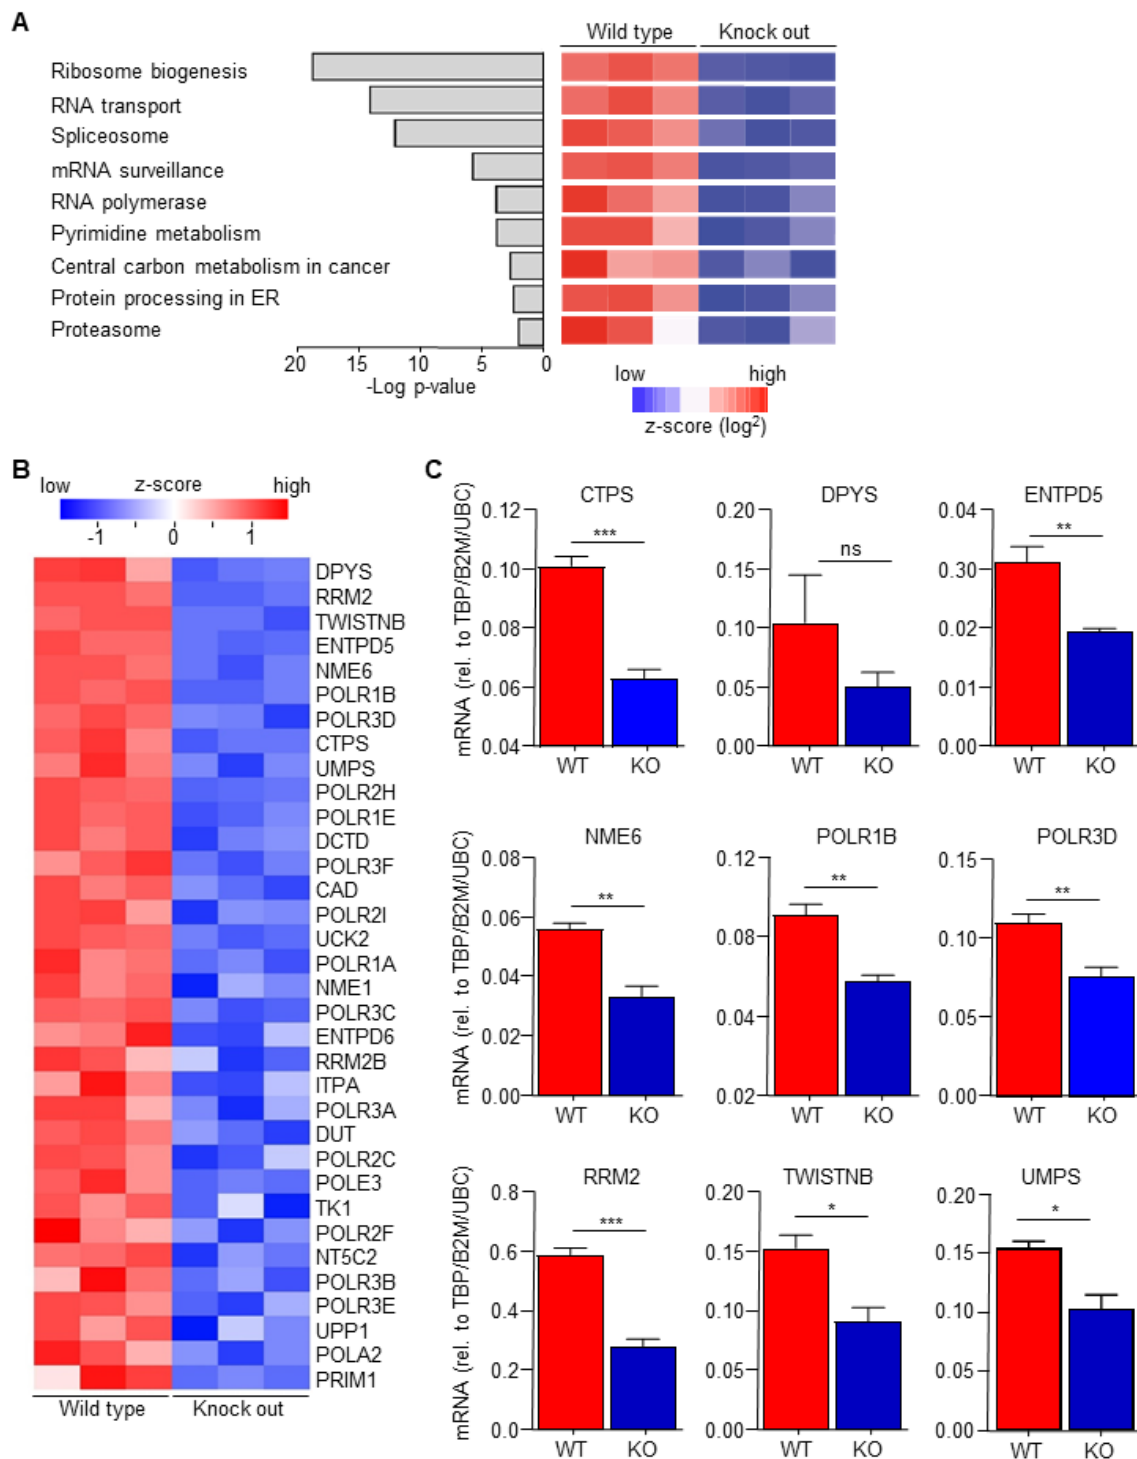 A
Wild type Knock out
Ribosome biogenesis
RNA transport
Spliceosome
mRNA surveillance
RNA polymerase
Pyrimidine metabolism
Central carbon metabolism in cancer
Protein processing in ER
Proteasome
20 15 10 5 0
-Log p-value
low high
z-score (log2)
B
low z-score high
-1 0 1
DPYS
RRM2
TWISTNB
ENTPD5
NME6
POLR1B
POLR3D
CTPS
UMPS
POLR2H
POLR1E
DCTD
POLR3F
CAD
POLR2I
UCK2
POLR1A
NME1
POLR3C
ENTPD6
RRM2B
ITPA
POLR3A
DUT
POLR2C
POLE3
TK1
POLR2F
NT5C2
POLR3B
POLR3E
UPP1
POLA2
PRIM1
Wild type Knock out
C
mRNA (rel. to TBP/B2M/UBC)
CTPS
0.12
0.10
0.08
0.06
0.04
***
WT KO
DPYS
0.20
0.15
0.10
0.05
0.00
ns
WT KO
ENTPD5
0.04
0.30
0.02
0.01
0.00
**
WT KO
mRNA (rel. to TBP/B2M/UBC)
NME6
0.08
0.06
0.04
0.02
0.00
**
WT KO
POLR1B
0.12
0.08
0.04
0.02
**
WT KO
POLR3D
0.15
0.10
0.05
0.00
**
WT KO
mRNA (rel. to TBP/B2M/UBC)
RRM2
0.8
0.6
0.4
0.2
0.0
***
WT KO
TWISTNB
0.20
0.15
0.10
0.05
0.00
*
WT KO
UMPS
0.20
0.15
0.10
0.05
0.00
*
WT KO